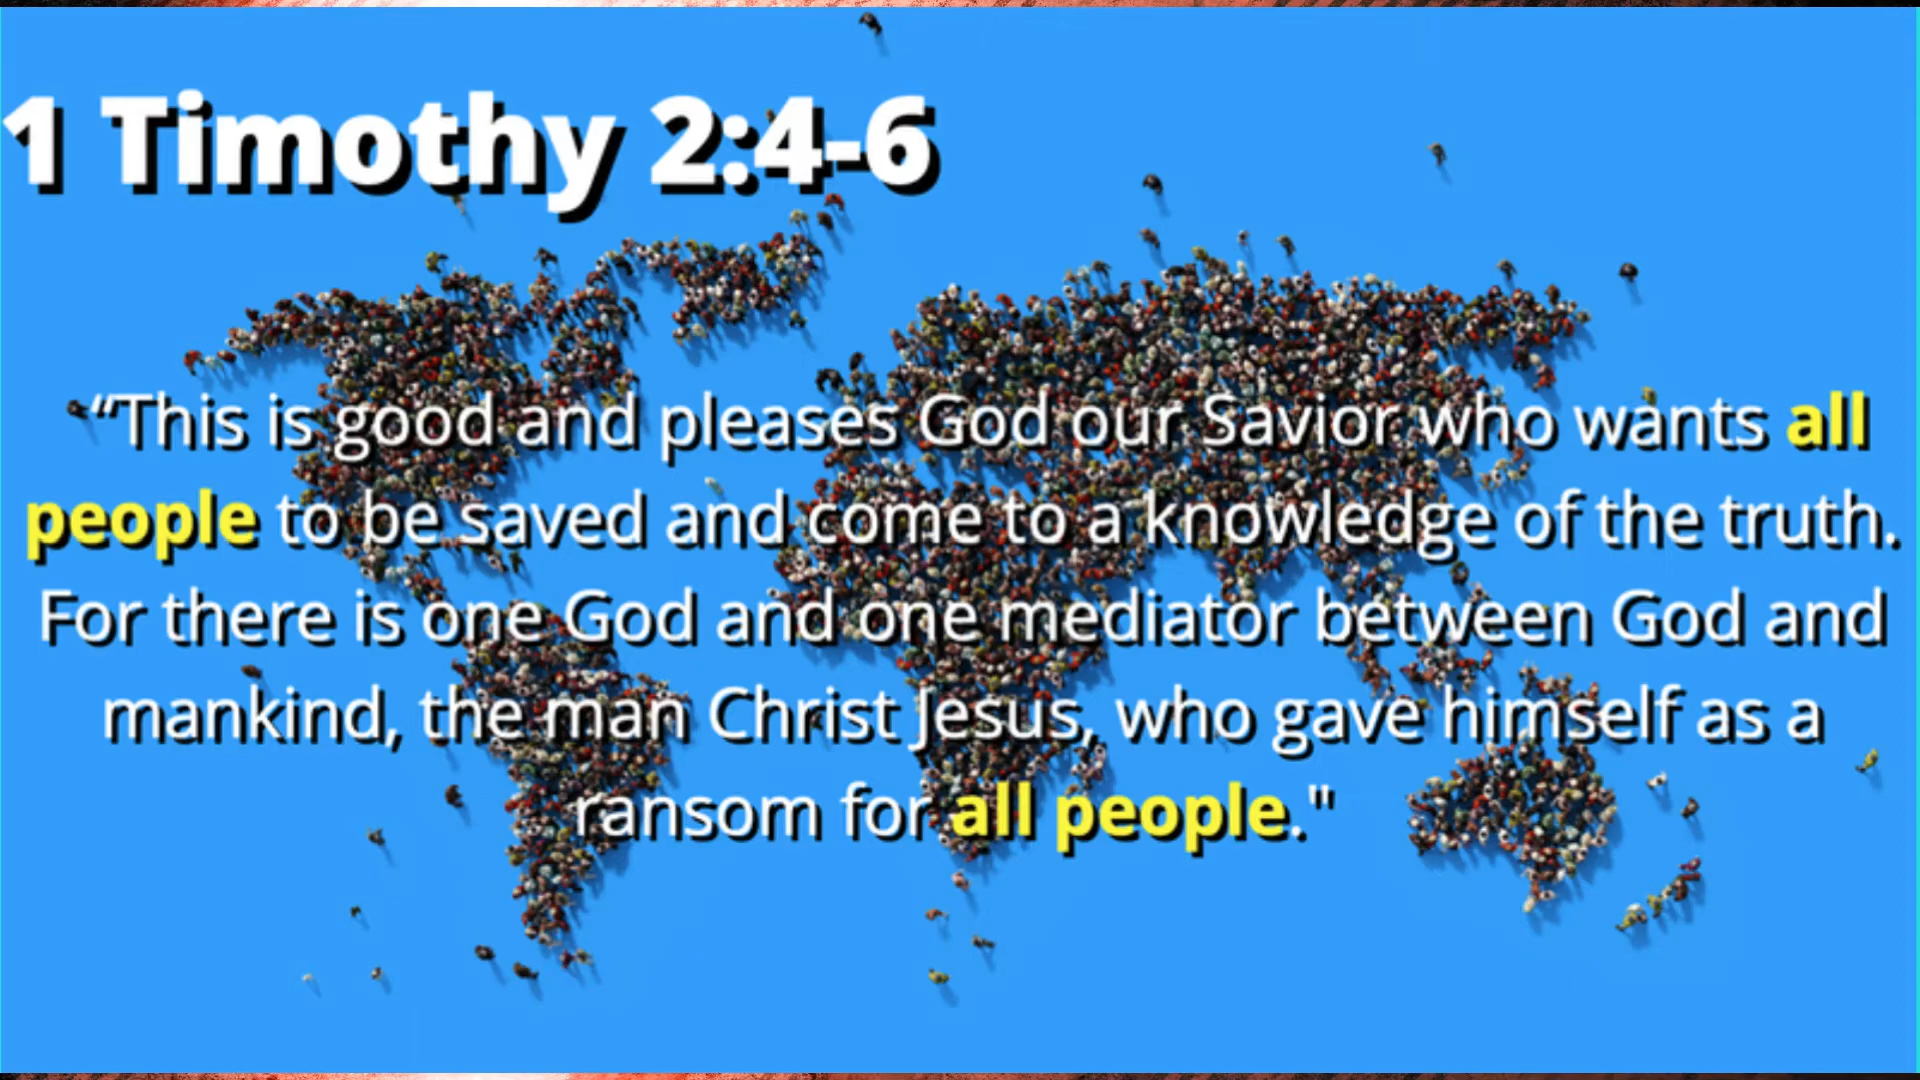 1 Timothy 2:4-6
“This is good and pleases God our Savior who wants all
people to be saved and come to a knowledge of the truth.
For there is one God and one mediator between God and
mankind, the man Christ Jesus, who gave himself as a
ransom for all people."